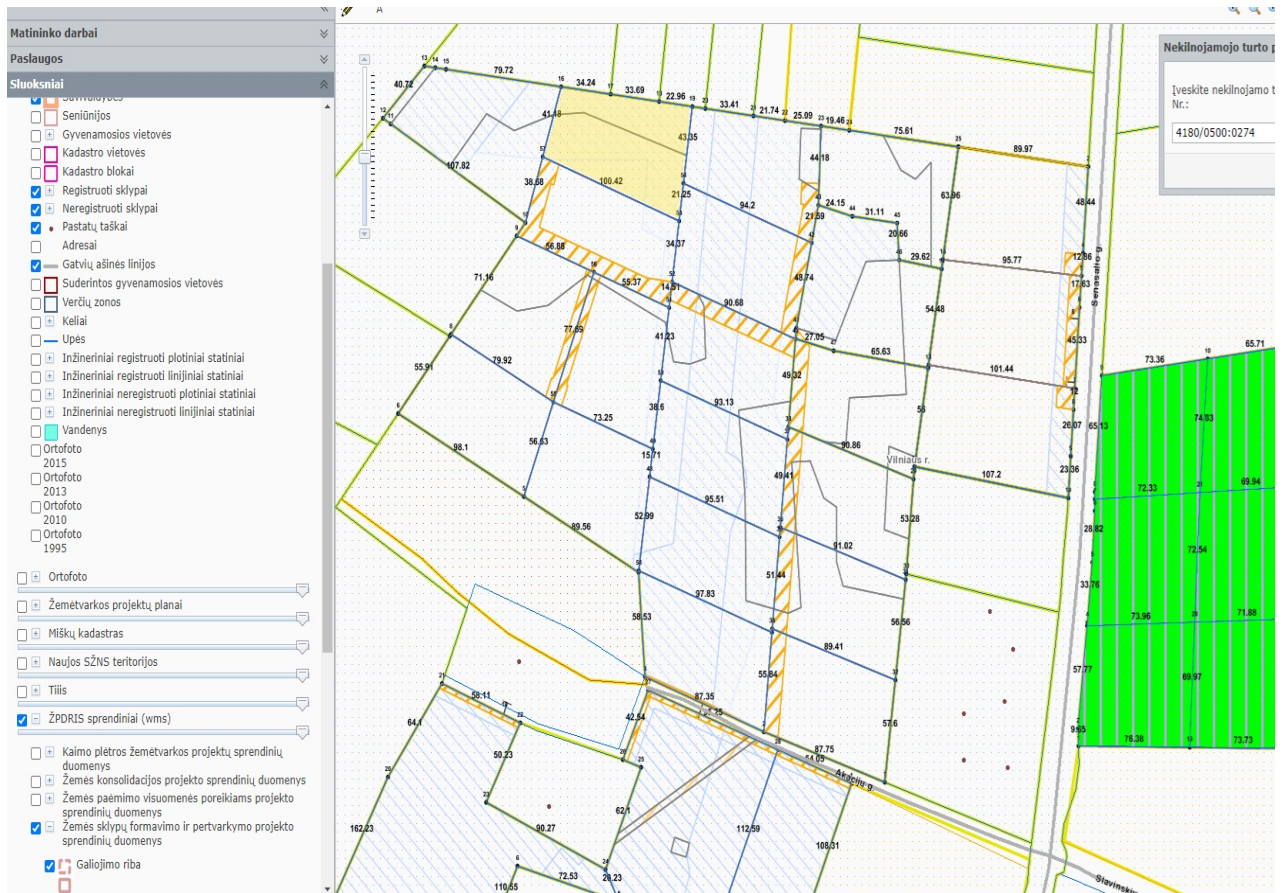 A
Matininko darbai
Paslaugos
Sluoksniai
Savivaldybės
Seniūnijos
Gyvenamosios vietovės
Kadastro vietovės
Kadastro blokai
Registruoti sklypai
Neregistruoti sklypai
Pastatų taškai
Adresai
Gatvių ašinės linijos
Suderintos gyvenamosios vietovės
Verčių zonos
Keliai
Upės
Inžineriniai registruoti plotiniai statiniai
Inžineriniai registruoti linijiniai statiniai
Inžineriniai neregistruoti plotiniai statiniai
Inžineriniai neregistruoti linijiniai statiniai
Vandenys
Ortofoto
2015
Ortofoto
2013
Ortofoto
2010
Ortofoto
1995
Ortofoto
Žemėtvarkos projektų planai
Miškų kadastras
Naujos SŽNS teritorijos
Tiiis
ŽPDRIS sprendiniai (wms)
Kaimo plėtros žemėtvarkos projektų sprendinių
duomenys
Žemės konsolidacijos projekto sprendinių duomenys
Žemės paėmimo visuomenės poreikiams projekto
sprendinių duomenys
Žemės sklypų formavimo ir pertvarkymo projekto
sprendinių duomenys
Galiojimo riba
Nekilnojamojo turto p
Įveskite nekilnojamo t
Nr.:
4180/0500:0274
40.72
79.72
34.24
33.69
22.96
33.41
21.74
25.09
19.46
75.61
89.97
41.18
43.35
44.18
107.82
38.58
100.42
21.25
94.2
21.59
24.15
31.11
20.66
63.96
48.44
29.62
95.77
12.86
17.63
56.88
34.37
48.74
71.16
55.37
14.51
90.68
54.48
45.33
77.59
41.23
27.05
65.63
55.91
79.92
49.32
101.44
73.36
65.71
38.6
93.13
56
26.07
65.13
74.83
98.1
73.25
56.63
15.71
90.86
Vilniaus r.
49.41
107.2
23.36
72.33
69.94
89.56
52.99
95.51
53.28
28.82
91.02
72.54
51.44
33.76
58.53
97.83
56.56
73.96
71.88
89.41
55.84
57.77
69.97
87.35
58.11
42.54
57.6
64.1
9.65
76.38
73.73
50.23
87.75
54.05
Akacijų g.
Senasalio g.
62.1
162.23
90.27
112.59
108.31
28.23
72.53
110.55